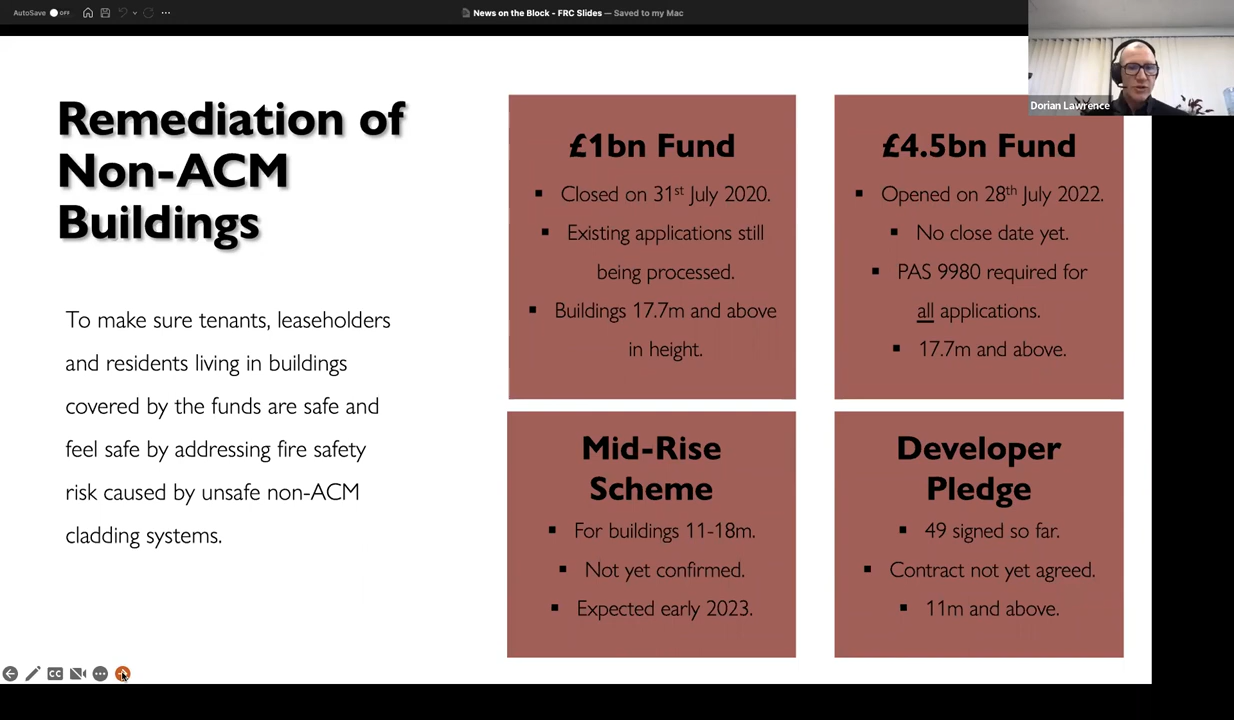 AutoSave OFF
News on the Block - FRC Slides — Saved to my Mac
Dorian Lawrence
Remediation of
Non-ACM
Buildings
To make sure tenants, leaseholders
and residents living in buildings
covered by the funds are safe and
feel safe by addressing fire safety
risk caused by unsafe non-ACM
cladding systems.
£1bn Fund
▪ Closed on 31st July 2020.
▪ Existing applications still
being processed.
▪ Buildings 17.7m and above
in height.
£4.5bn Fund
▪ Opened on 28th July 2022.
▪ No close date yet.
▪ PAS 9980 required for
all applications.
▪ 17.7m and above.
Mid-Rise
Scheme
▪ For buildings 11-18m.
▪ Not yet confirmed.
▪ Expected early 2023.
Developer
Pledge
▪ 49 signed so far.
▪ Contract not yet agreed.
▪ 11m and above.
CC